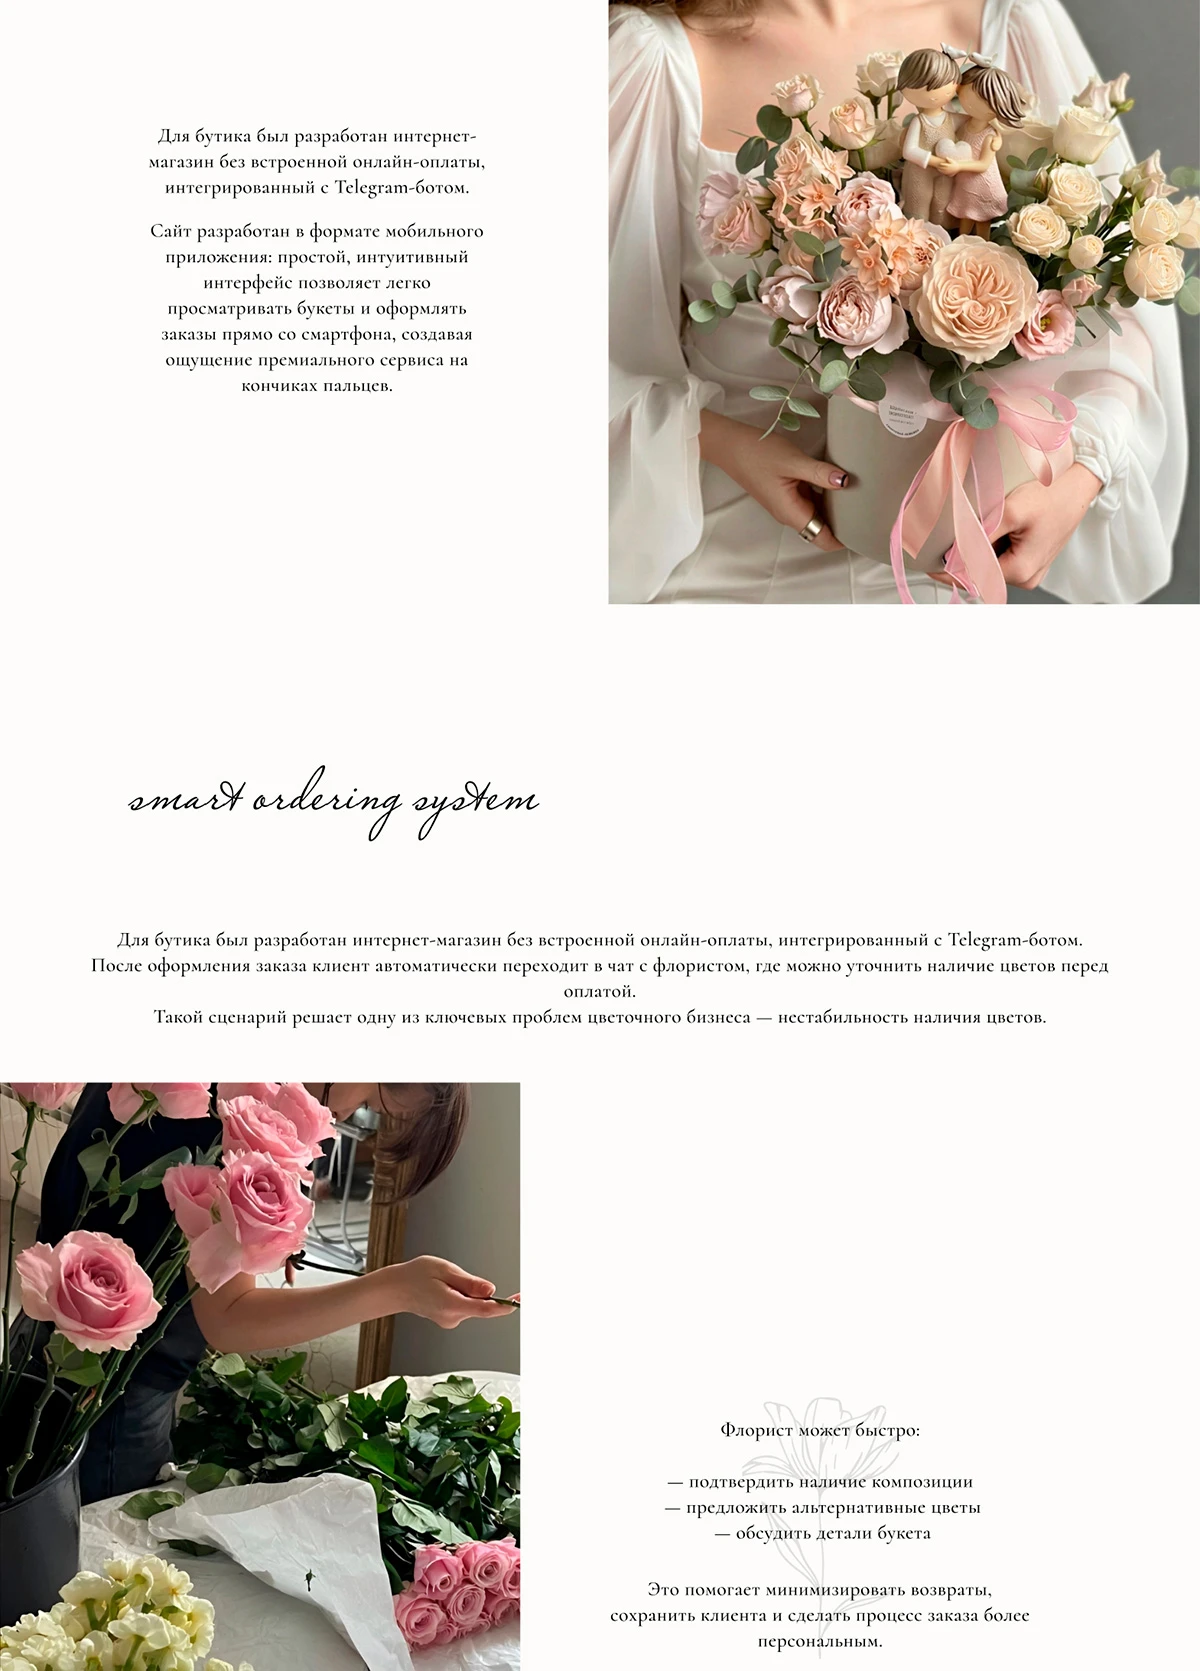 Для бутика был разработан интернет-
магазин без встроенной онлайн-оплаты,
интегрированный с Telegram-ботом.
Сайт разработан в формате мобильного
приложения: простой, интуитивный
интерфейс позволяет легко
просматривать букеты и оформлять
заказы прямо со смартфона, создавая
ощущение премиального сервиса на
кончиках пальцев.
smart ordering system
Для бутика был разработан интернет-магазин без встроенной онлайн-оплаты, интегрированный с Telegram-ботом.
После оформления заказа клиент автоматически переходит в чат с флористом, где можно уточнить наличие цветов перед
оплатой.
Такой сценарий решает одну из ключевых проблем цветочного бизнеса — нестабильность наличия цветов.
Флорист может быстро:
— подтвердить наличие композиции
— предложить альтернативные цветы
— обсудить детали букета
Это помогает минимизировать возвраты,
сохранить клиента и сделать процесс заказа более
персональным.